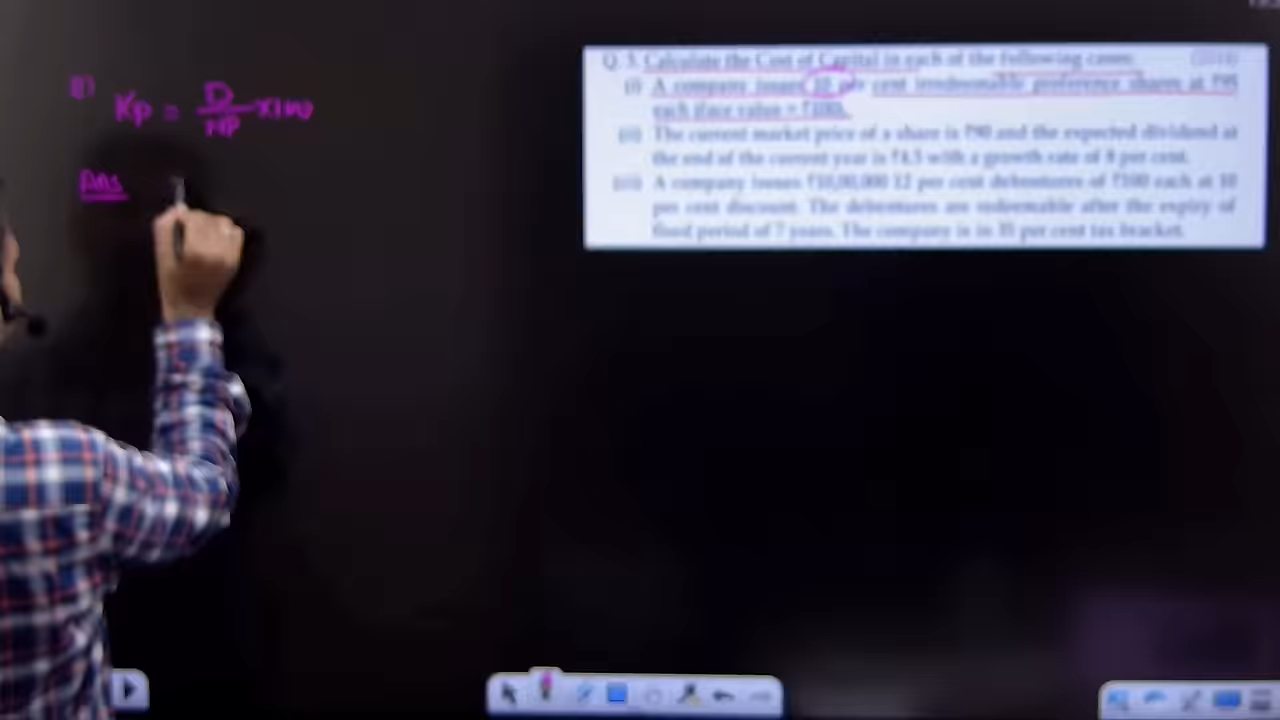 Kp = D/NP ×100
Ans
Q. 3. Calculate the Cost of Capital in each of the following cases:
(i) A company issues 10 per cent irredeemable preference shares at ₹95
each (face value = ₹100).
(ii) The current market price of a share is ₹90 and the expected dividend at
the end of the current year is ₹4.5 with a growth rate of 8 per cent.
(iii) A company issues ₹10,00,000 12 per cent debentures of ₹100 each at 10
per cent discount. The debentures are redeemable after the expiry of
fixed period of 7 years. The company is in 35 per cent tax bracket.